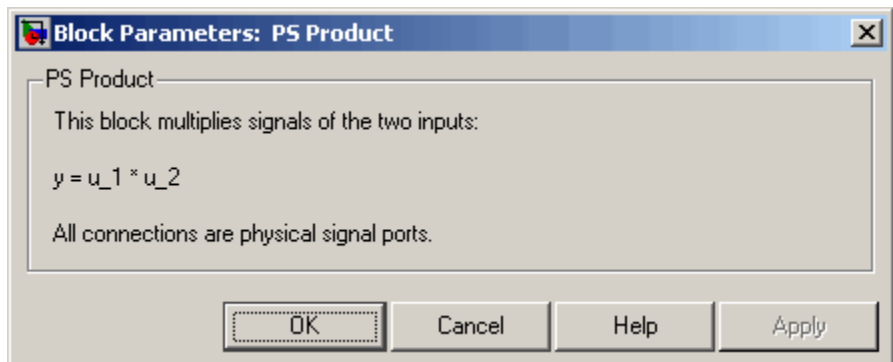 Block Parameters: PS Product
PS Product
This block multiplies signals of the two inputs:
y = u_1 * u_2
All connections are physical signal ports.
OK Cancel Help Apply